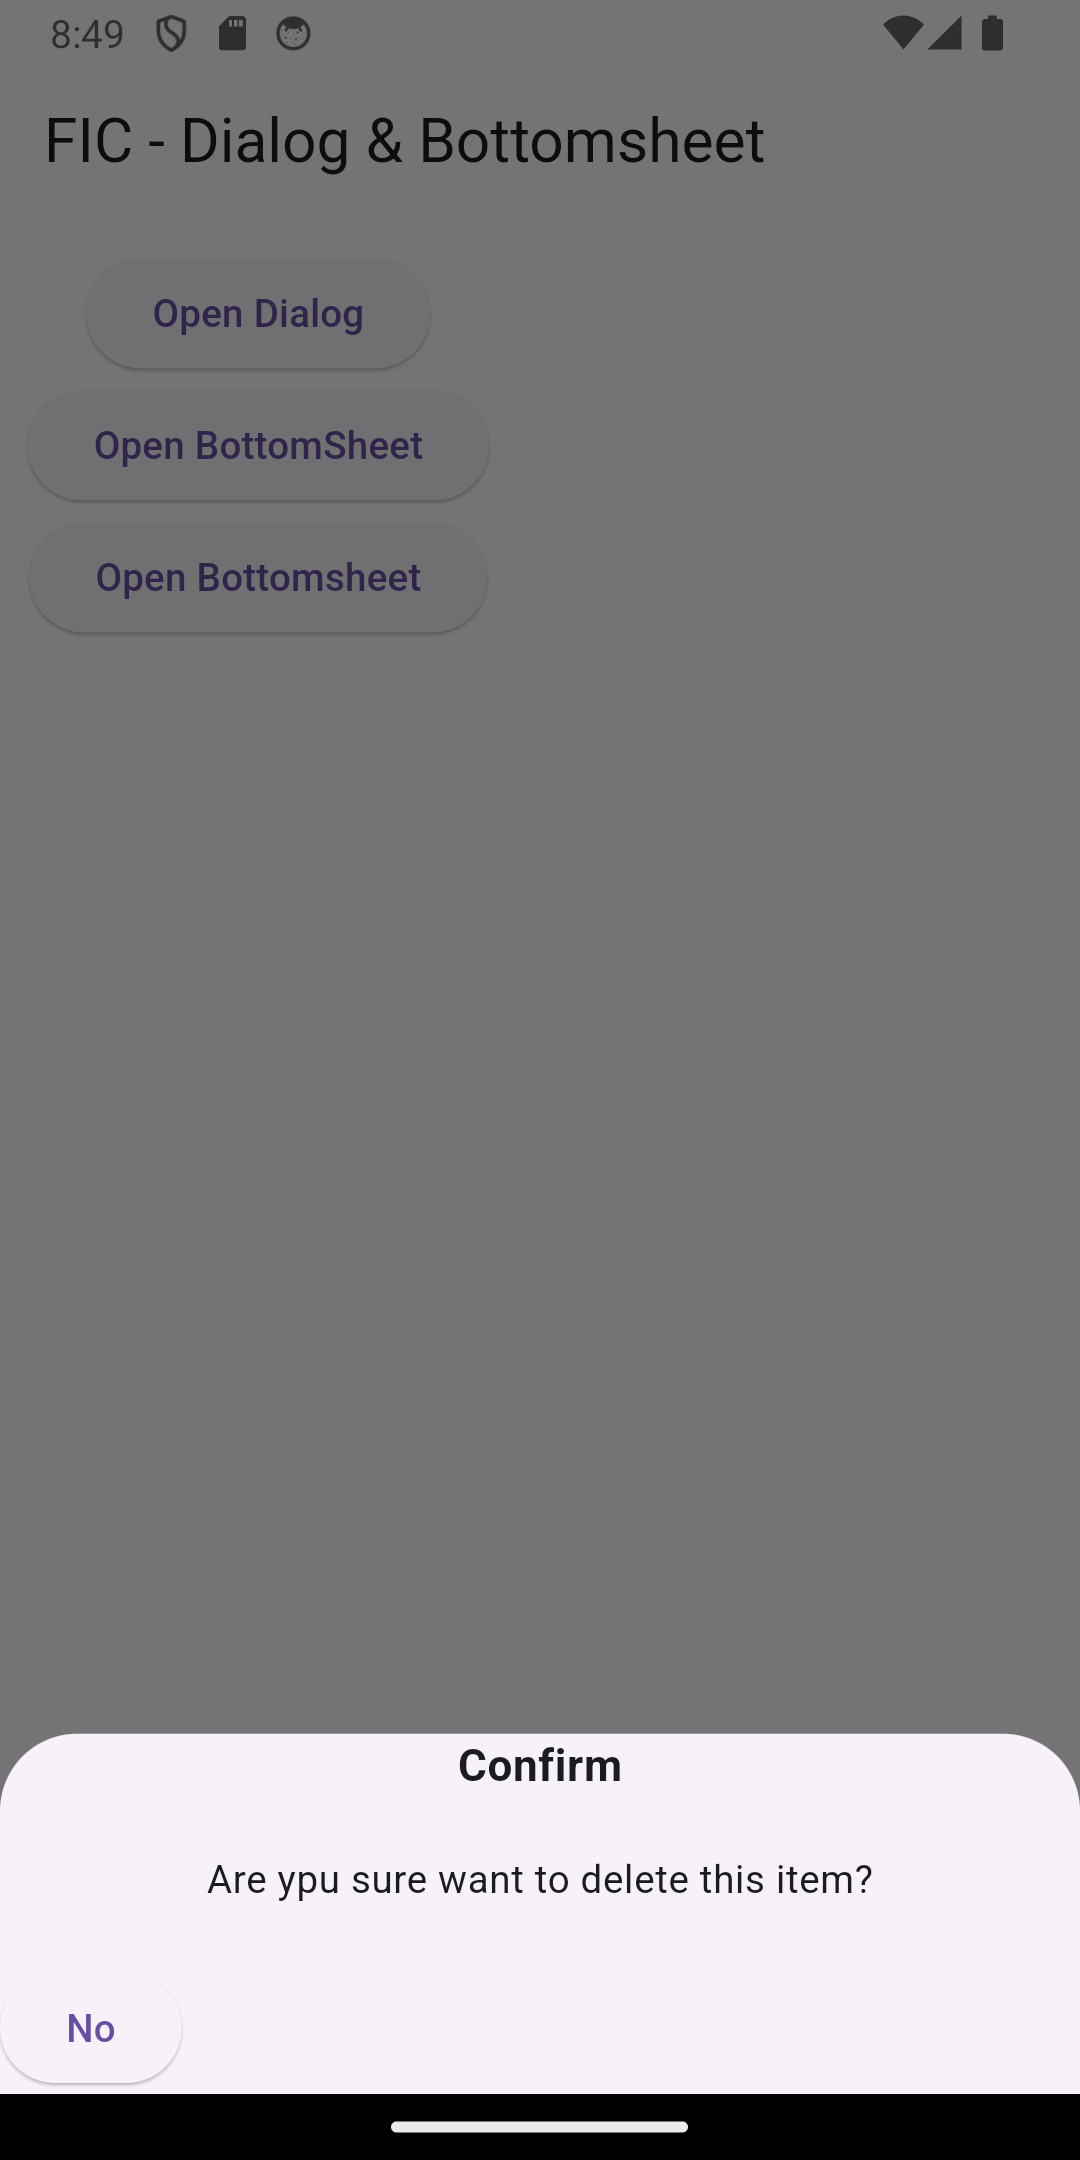 8:49
FIC - Dialog & Bottomsheet
Open Dialog
Open BottomSheet
Open Bottomsheet
Confirm
Are ypu sure want to delete this item?
No